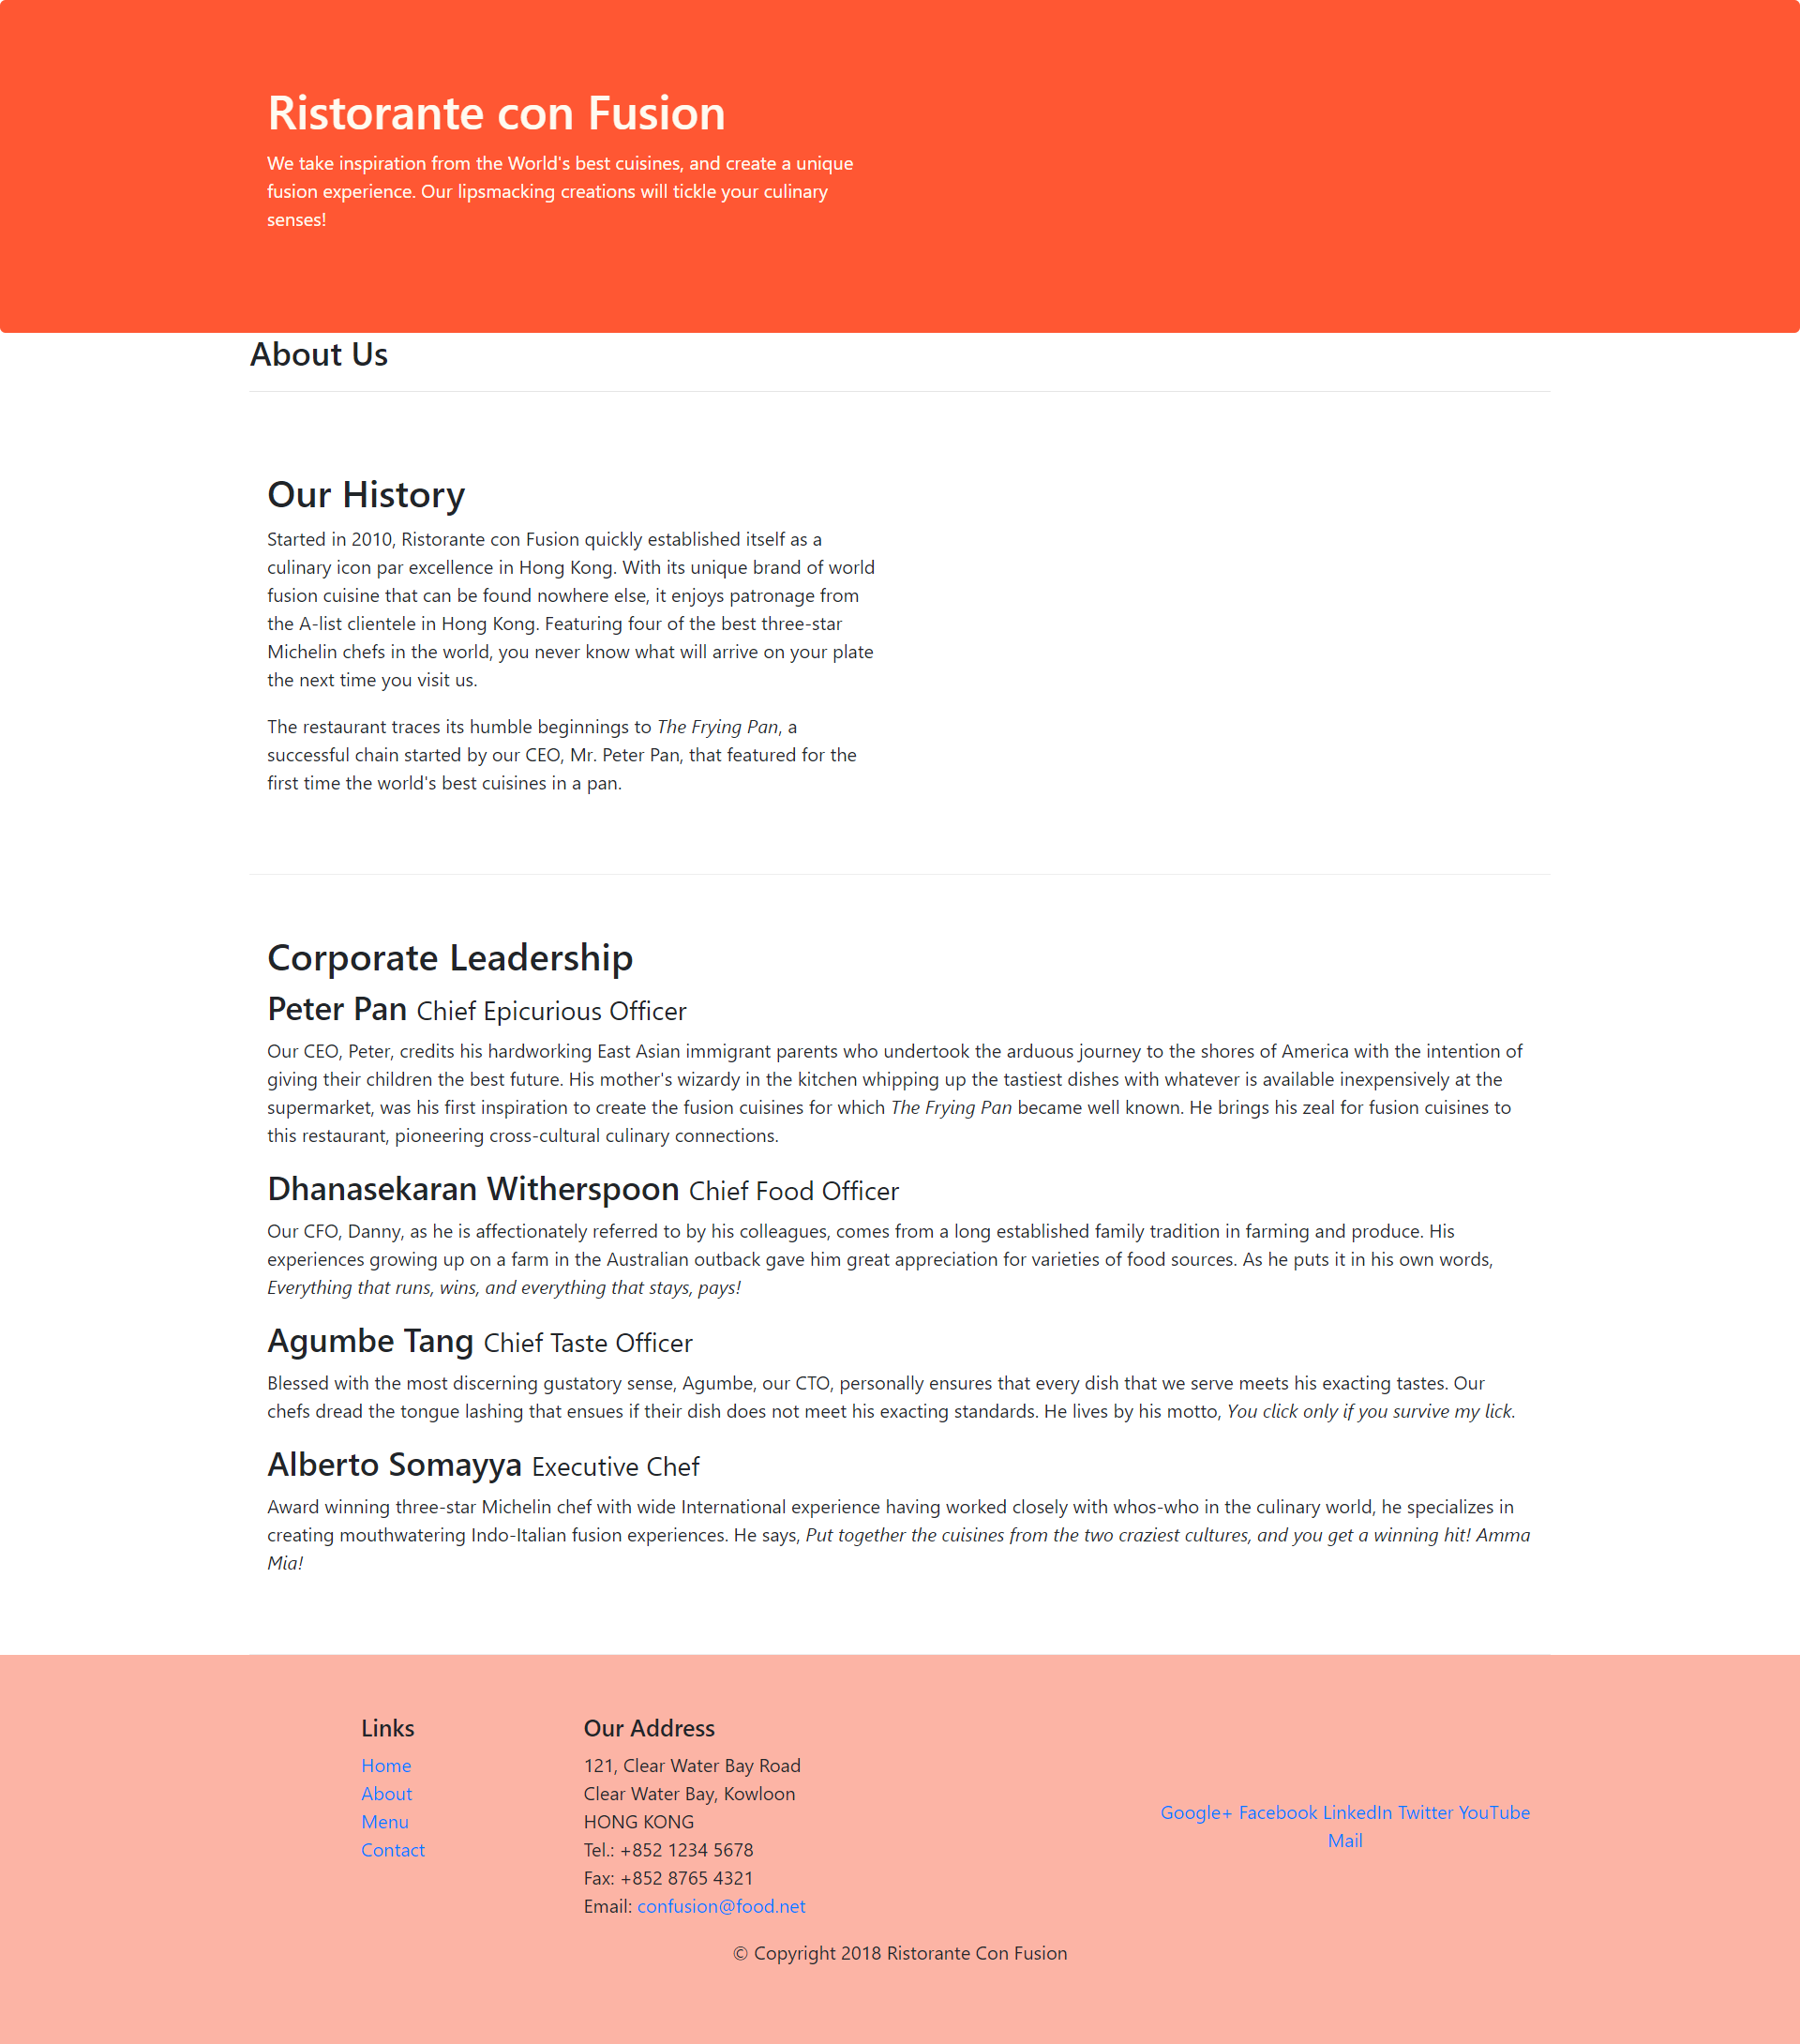 Ristorante con Fusion
We take inspiration from the World's best cuisines, and create a unique
fusion experience. Our lipsmacking creations will tickle your culinary
senses!
About Us
Our History
Started in 2010, Ristorante con Fusion quickly established itself as a
culinary icon par excellence in Hong Kong. With its unique brand of world
fusion cuisine that can be found nowhere else, it enjoys patronage from
the A-list clientele in Hong Kong. Featuring four of the best three-star
Michelin chefs in the world, you never know what will arrive on your plate
the next time you visit us.
The restaurant traces its humble beginnings to The Frying Pan, a
successful chain started by our CEO, Mr. Peter Pan, that featured for the
first time the world's best cuisines in a pan.
Corporate Leadership
Peter Pan Chief Epicurious Officer
Our CEO, Peter, credits his hardworking East Asian immigrant parents who undertook the arduous journey to the shores of America with the intention of
giving their children the best future. His mother's wizardy in the kitchen whipping up the tastiest dishes with whatever is available inexpensively at the
supermarket, was his first inspiration to create the fusion cuisines for which The Frying Pan became well known. He brings his zeal for fusion cuisines to
this restaurant, pioneering cross-cultural culinary connections.
Dhanasekaran Witherspoon Chief Food Officer
Our CFO, Danny, as he is affectionately referred to by his colleagues, comes from a long established family tradition in farming and produce. His
experiences growing up on a farm in the Australian outback gave him great appreciation for varieties of food sources. As he puts it in his own words,
Everything that runs, wins, and everything that stays, pays!
Agumbe Tang Chief Taste Officer
Blessed with the most discerning gustatory sense, Agumbe, our CTO, personally ensures that every dish that we serve meets his exacting tastes. Our
chefs dread the tongue lashing that ensues if their dish does not meet his exacting standards. He lives by his motto, You click only if you survive my lick.
Alberto Somayya Executive Chef
Award winning three-star Michelin chef with wide International experience having worked closely with whos-who in the culinary world, he specializes in
creating mouthwatering Indo-Italian fusion experiences. He says, Put together the cuisines from the two craziest cultures, and you get a winning hit! Amma
Mia!
Links
Home
About
Menu
Contact
Our Address
121, Clear Water Bay Road
Clear Water Bay, Kowloon
HONG KONG
Tel.: +852 1234 5678
Fax: +852 8765 4321
Email: confusion@food.net
Google+ Facebook LinkedIn Twitter YouTube
Mail
© Copyright 2018 Ristorante Con Fusion